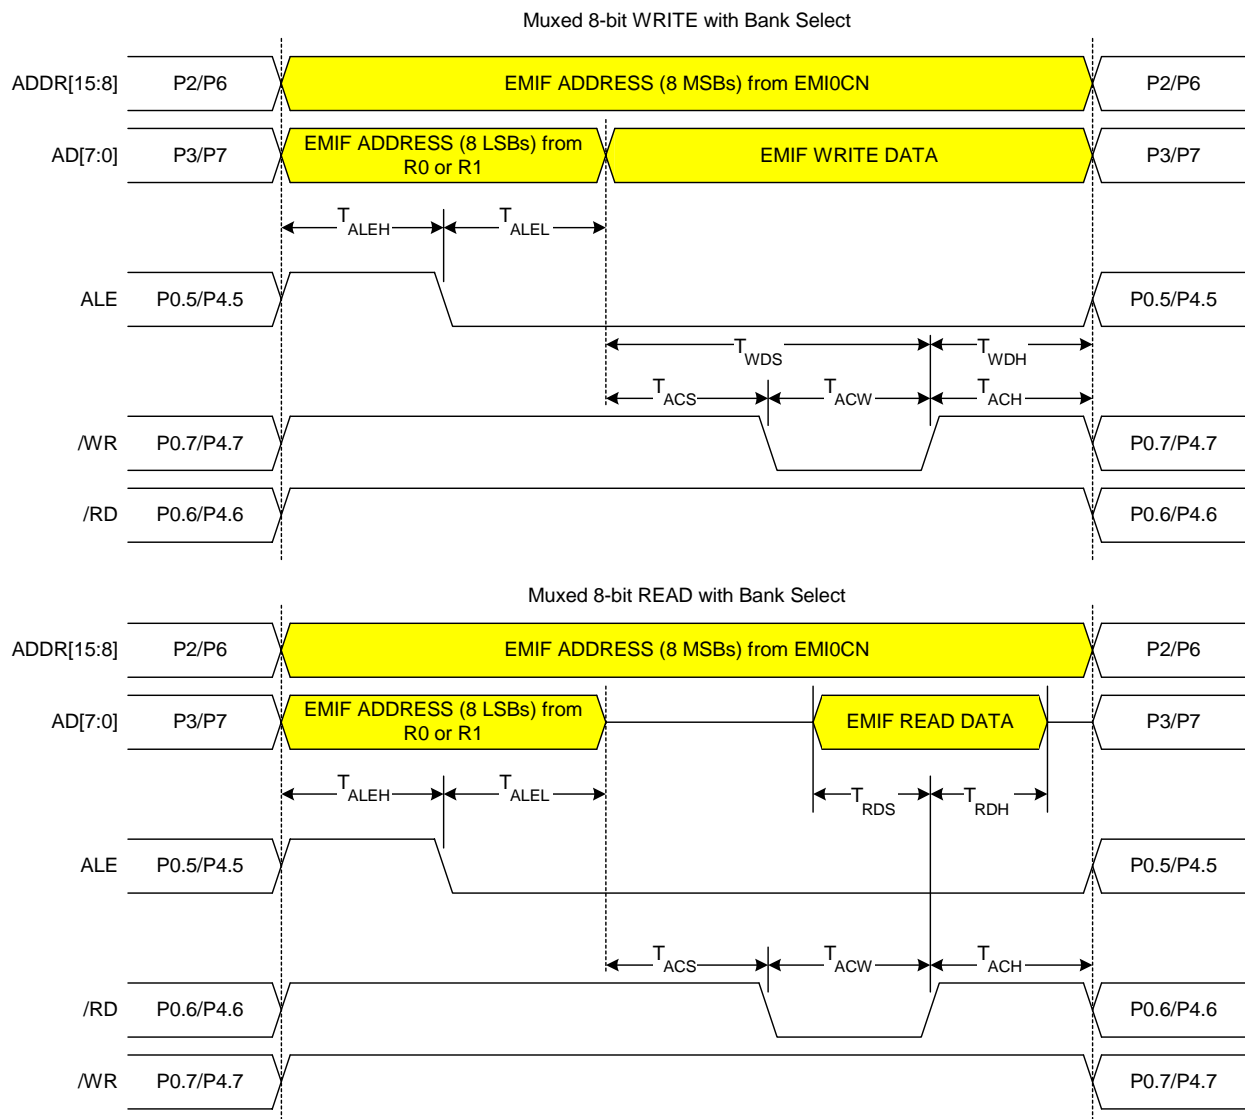 Muxed 8-bit WRITE with Bank Select
ADDR[15:8] P2/P6 EMIF ADDRESS (8 MSBs) from EMI0CN P2/P6
AD[7:0] P3/P7 EMIF ADDRESS (8 LSBs) from R0 or R1 EMIF WRITE DATA P3/P7
TALEH TALEL
ALE P0.5/P4.5 P0.5/P4.5
TWDS TWDH
TACS TACW TACH
/WR P0.7/P4.7 P0.7/P4.7
/RD P0.6/P4.6 P0.6/P4.6
Muxed 8-bit READ with Bank Select
ADDR[15:8] P2/P6 EMIF ADDRESS (8 MSBs) from EMI0CN P2/P6
AD[7:0] P3/P7 EMIF ADDRESS (8 LSBs) from R0 or R1 EMIF READ DATA P3/P7
TALEH TALEL TRDS TRDH
ALE P0.5/P4.5 P0.5/P4.5
TACS TACW TACH
/RD P0.6/P4.6 P0.6/P4.6
/WR P0.7/P4.7 P0.7/P4.7